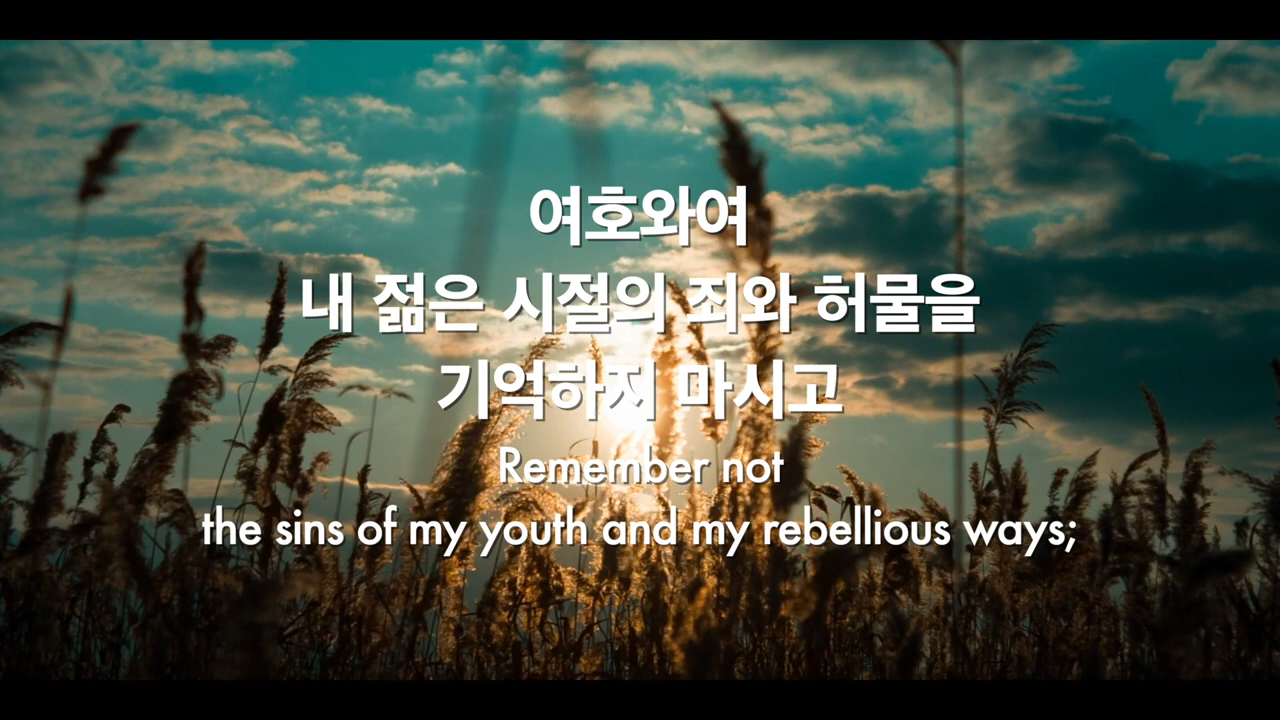 여호와여
내 젊은 시절의 죄와 허물을
기억하지 마시고
Remember not
the sins of my youth and my rebellious ways;